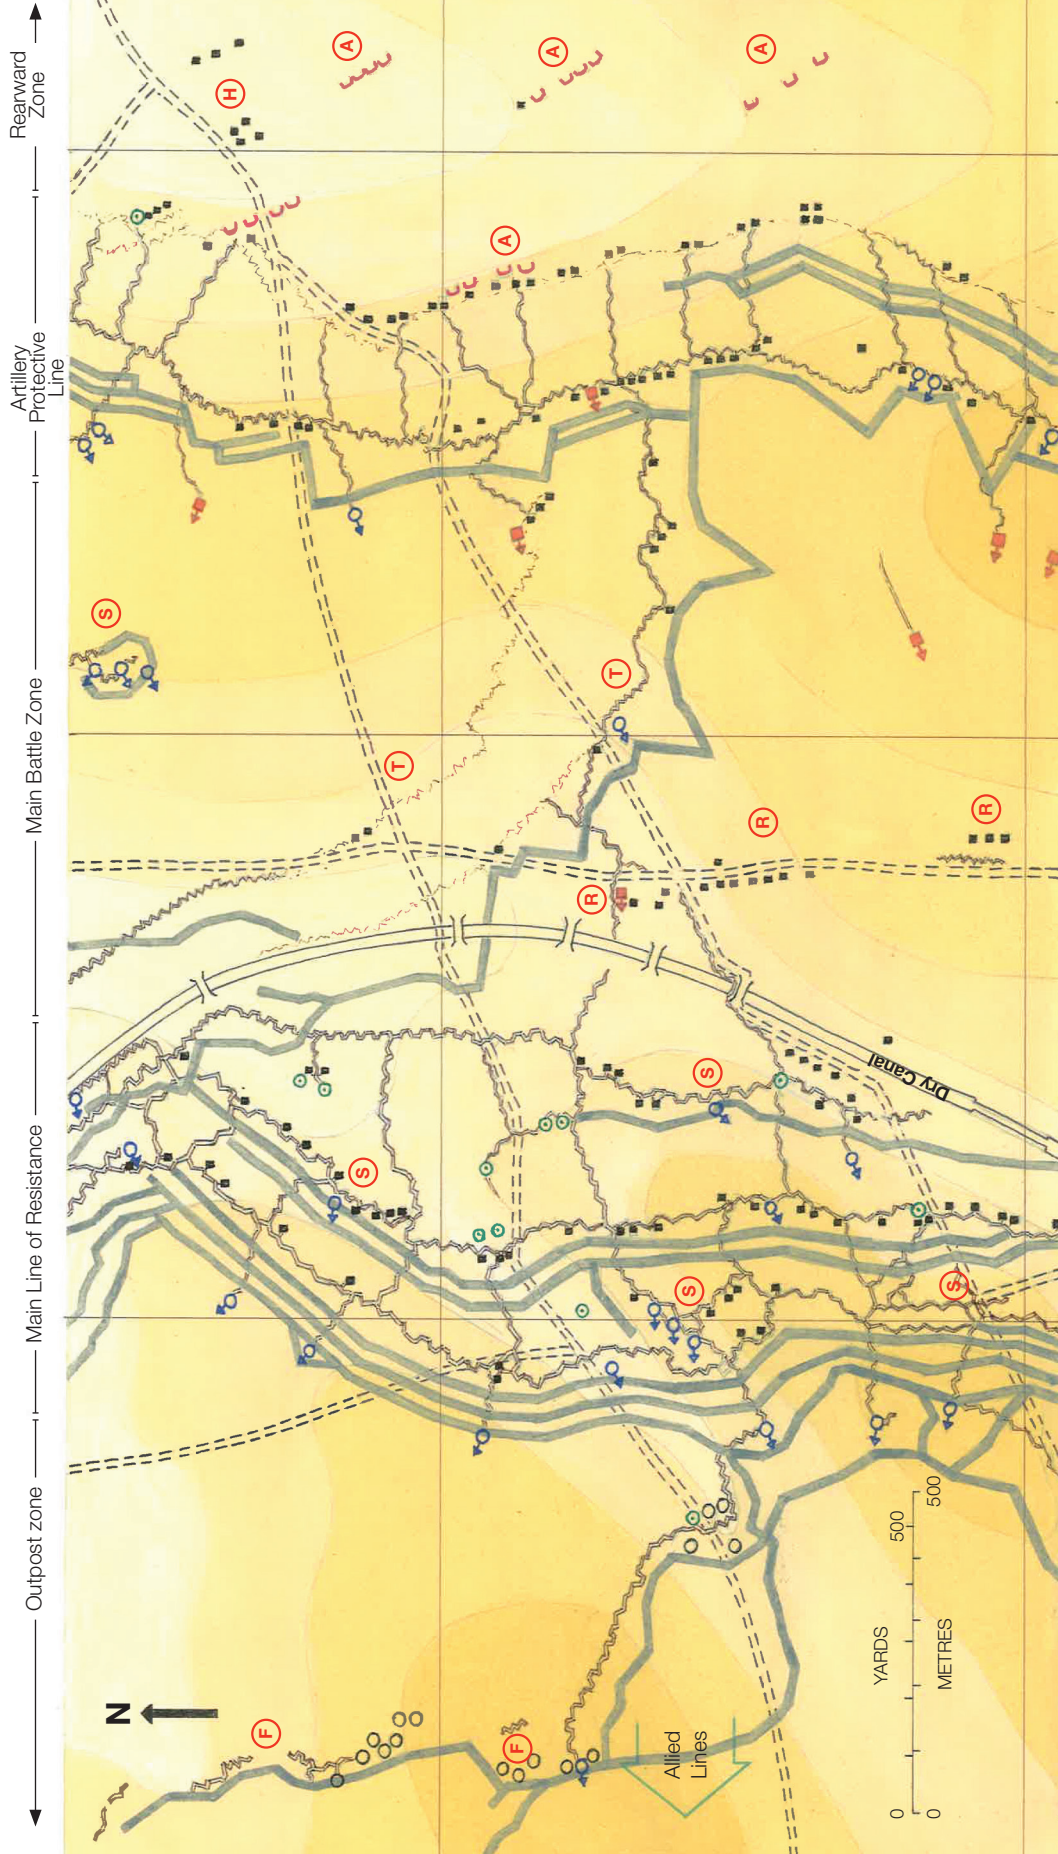 Outpost zone
Main Line of Resistance
Main Battle Zone
Artillery
Protective
Line
Rearward
Zone
N
F
F
S
S
S
S
S
R
R
R
T
T
H
A
A
A
A
Dry Canal
Allied
Lines
YARDS
0
500
METRES
0
500